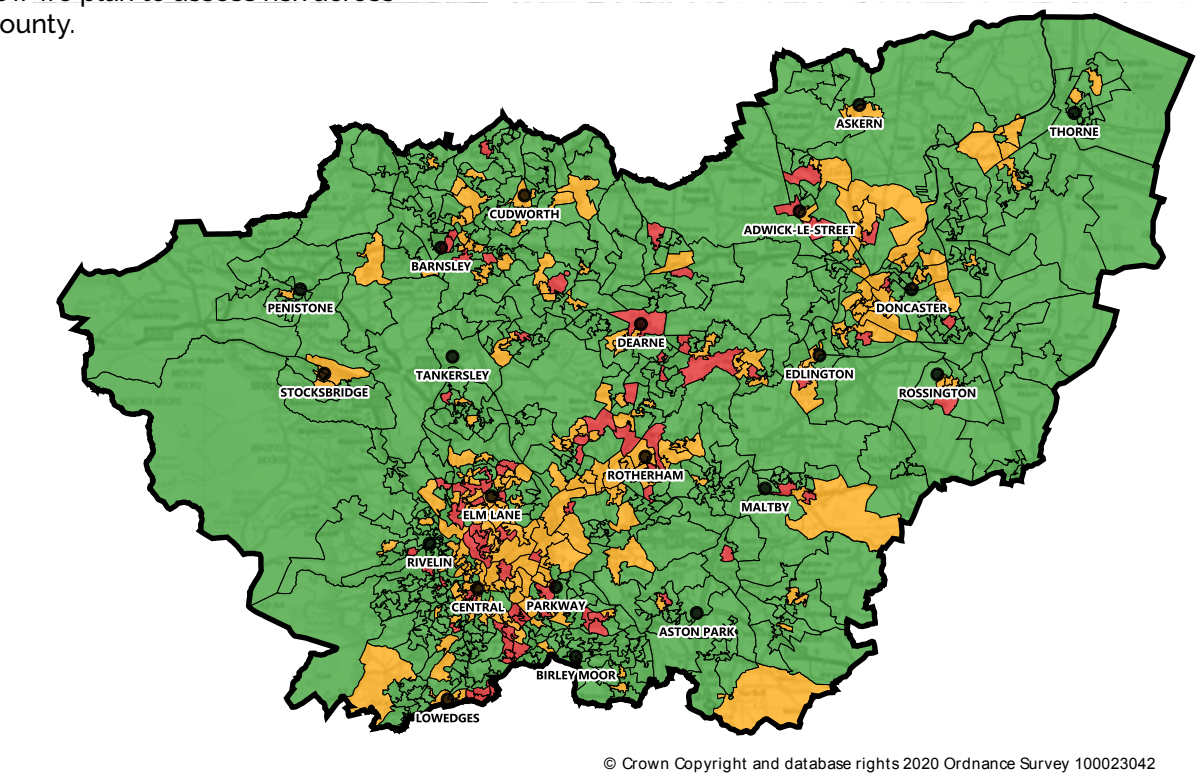 ounty.
ASKERN
THORNE
CUDWORTH
ADWICK-LE-STREET
BARNSLEY
PENISTONE
DONCASTER
DEARNE
TANKERSLEY
EDLINGTON
STOCKSBRIDGE
ROSSINGTON
ROTHERHAM
MALTBY
ELM LANE
RIVELIN
CENTRAL
PARKWAY
ASTON PARK
BIRLEY MOOR
LOWEDGES
© Crown Copyright and database rights 2020 Ordnance Survey 100023042